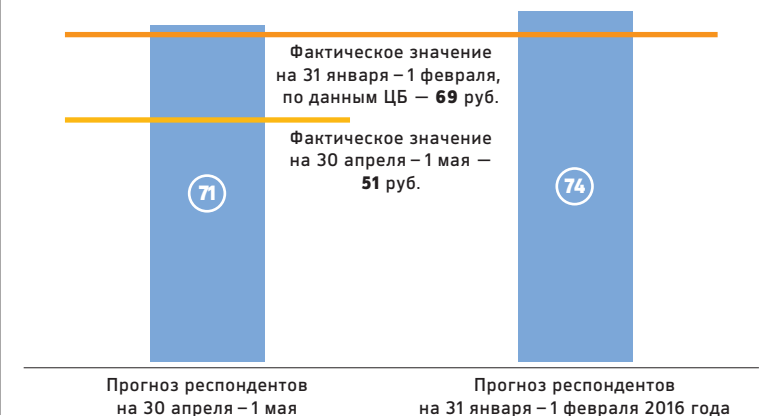 Фактическое значение
на 31 января – 1 февраля,
по данным ЦБ — 69 руб.
Фактическое значение
на 30 апреля – 1 мая —
51 руб.
71
74
Прогноз респондентов
на 30 апреля – 1 мая
Прогноз респондентов
на 31 января – 1 февраля 2016 года